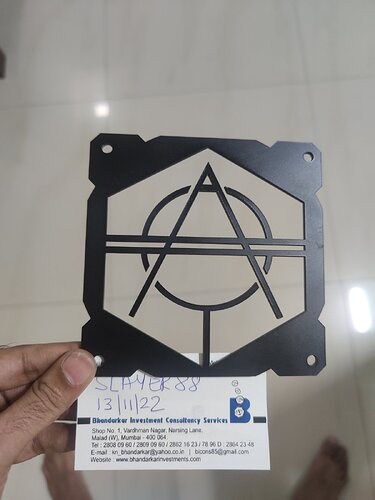 SLAYER88
13/11/22
Bhandarkar Investment Consultancy Services
Shop No. 1, Vardhman Nagar, Narsing Lane,
Malad (W), Mumbai - 400 064.
Tel : 2808 09 60 / 2809 09 60 / 2862 16 23 / 78 96 D : 2864 23 48
E-mail : kn_bhandarkar@yahoo.co.in | bicons85@gmail.com
Website : www.bhandarkarinvestments.com